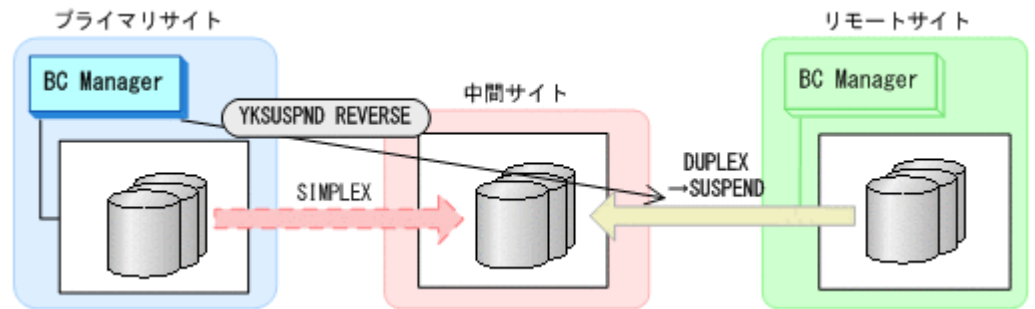 プライマリサイト
リモートサイト
BC Manager
BC Manager
中間サイト
YKSUSPND REVERSE
DUPLEX
→SUSPEND
SIMPLEX